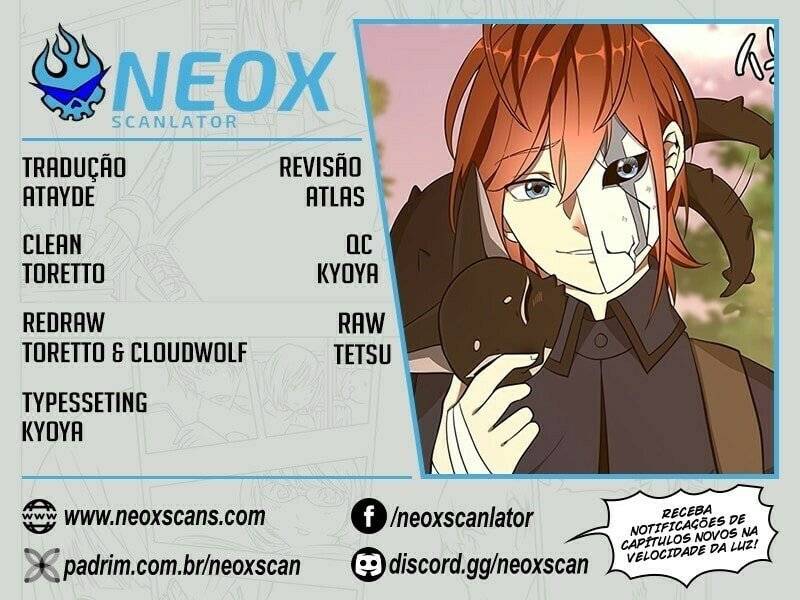 NEOX
SCANLATOR
TRADUÇÃO
ATAYDE
REVISÃO
ATLAS
CLEAN
TORETTO
QC
KYOYA
REDRAW
TORETTO & CLOUDWOLF
RAW
TETSU
TYPESSETING
KYOYA
www.neoxscans.com
/neoxscanlator
padrim.com.br/neoxscan
discord.gg/neoxscan
RECEBA
NOTIFICAÇÕES DE
CAPÍTULOS NOVOS NA
VELOCIDADE DA LUZ!